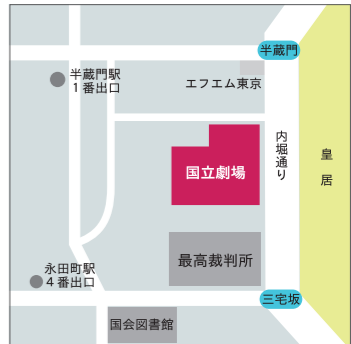 半蔵門
半蔵門駅
1番出口
エフエム東京
内堀通り
皇居
国立劇場
最高裁判所
永田町駅
4番出口
三宅坂
国会図書館